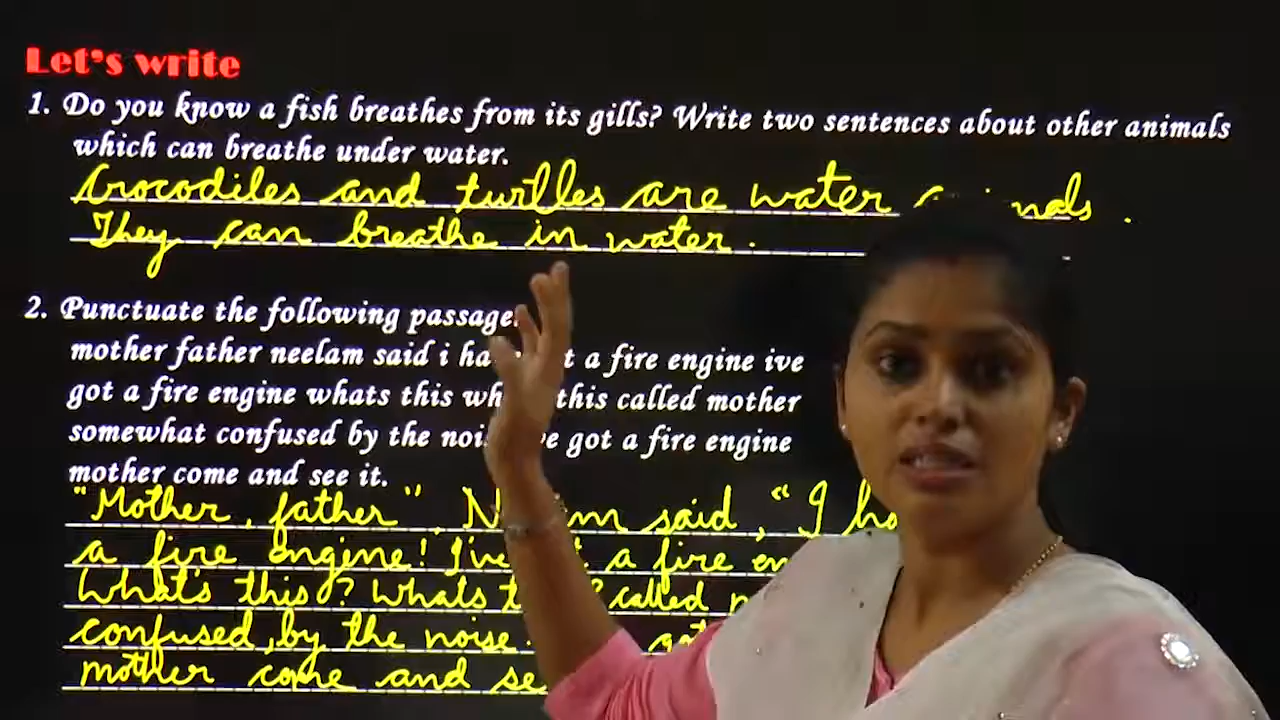 Let's write
1. Do you know a fish breathes from its gills? Write two sentences about other animals
which can breathe under water.
Crocodiles and turtles are water
They can breathe in water.
2. Punctuate the following passage.
mother father neelam said i a fire engine ive
got a fire engine whats this this called mother
somewhat confused by the got a fire engine
mother come and see it.
"Mother, father", said, "I
a fire engine! I've a fire
What's this? What's called
confused, by the noise.
mother come and